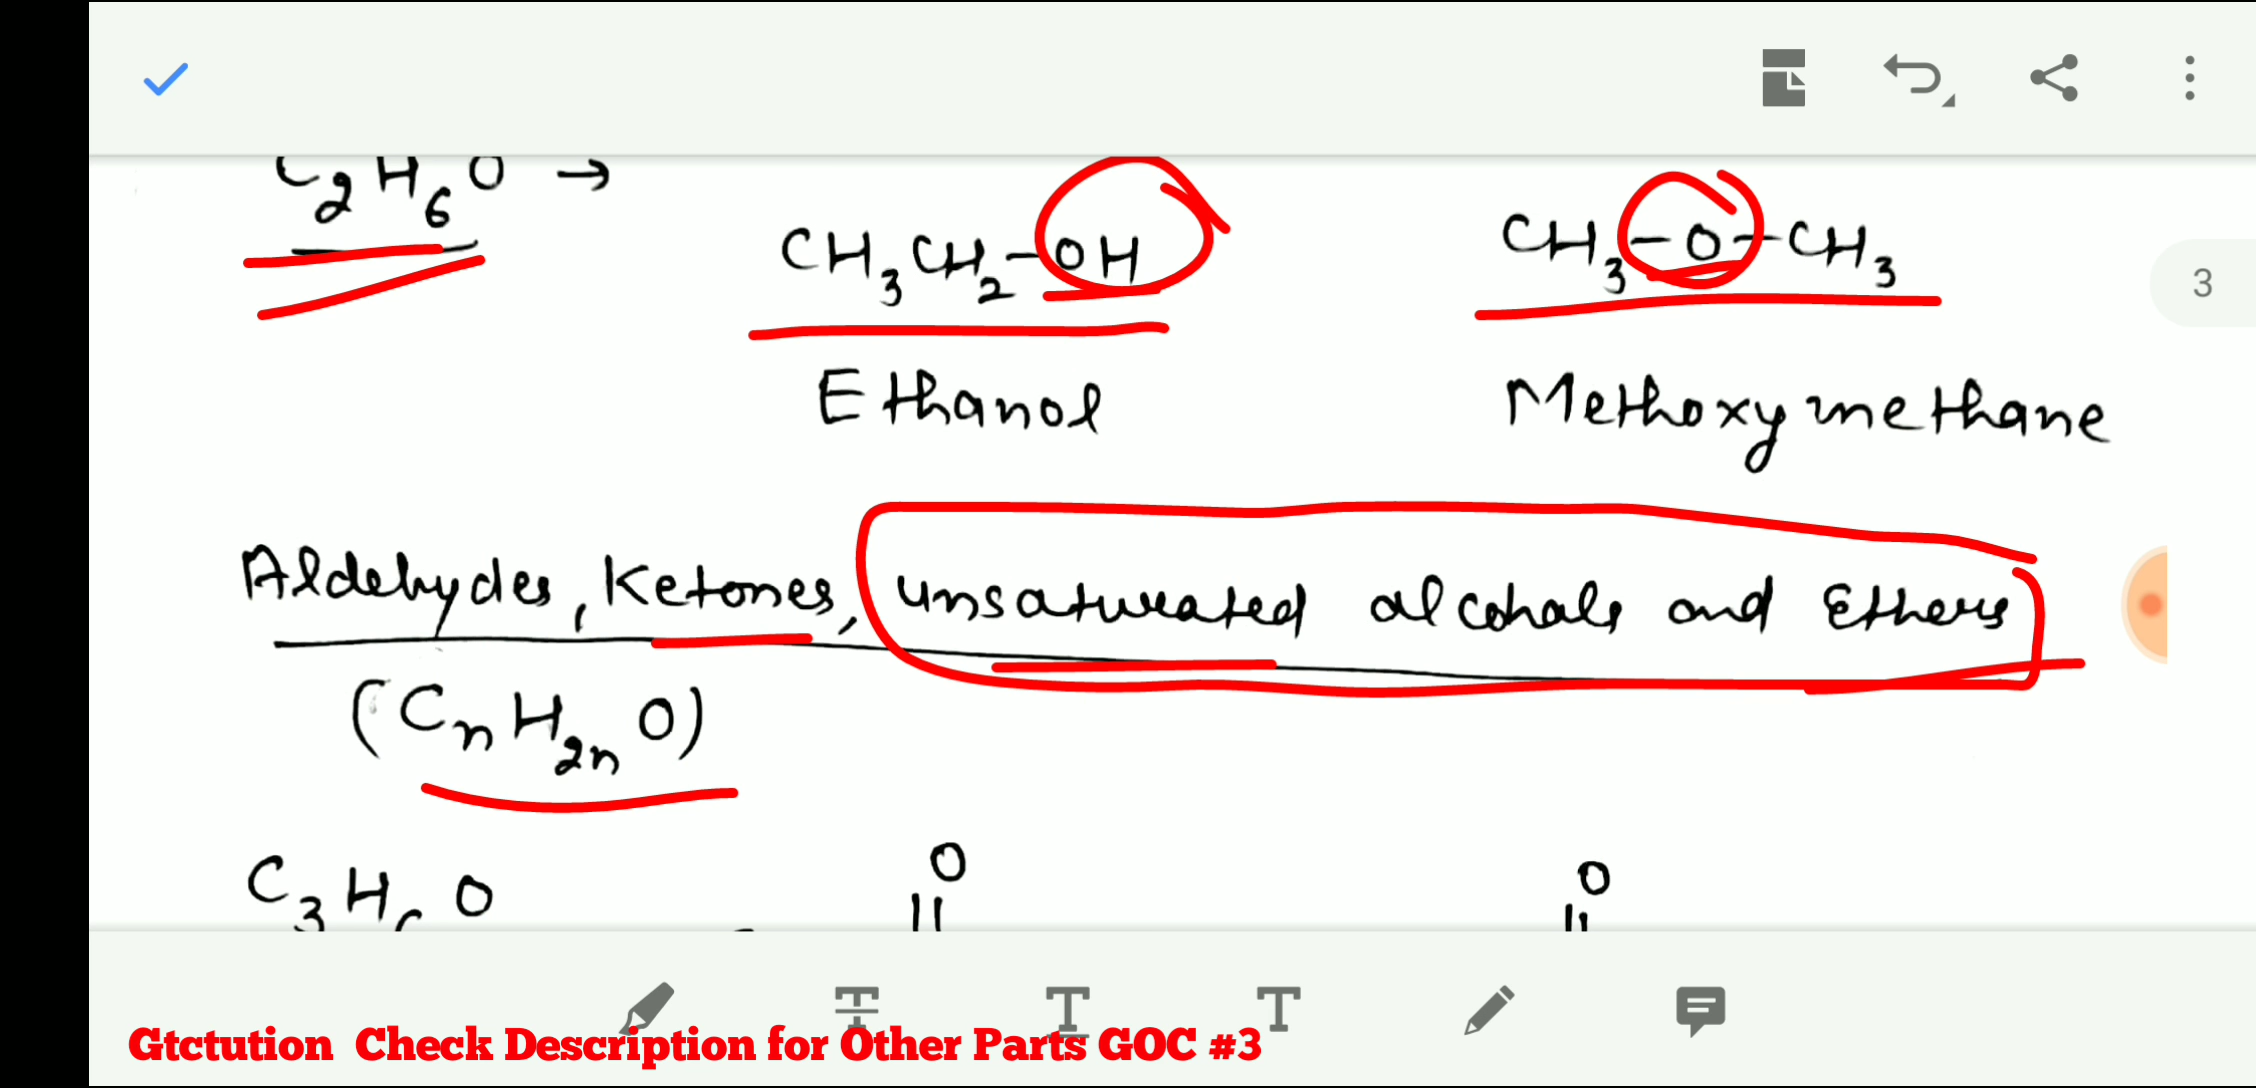 C2H6O →
CH3CH2-OH
CH3-O-CH3
3
Ethanol
Methoxymethane
Aldehydes, Ketones, unsaturated alcohals and Ethers
(CnH2nO)
C3H6O
O
O
Gtctution Check Description for Other Parts GOC #3